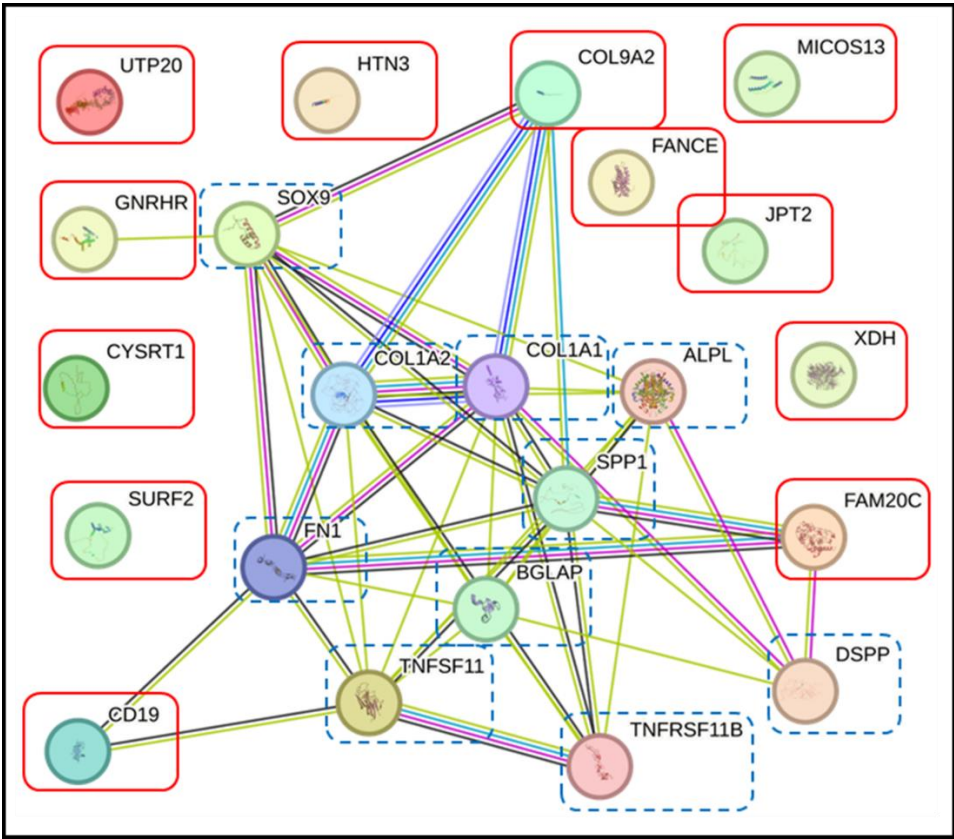 UTP20
HTN3
COL9A2
MICOS13
FANCE
GNRHR
SOX9
JPT2
CYSRT1
COL1A2
COL1A1
ALPL
XDH
SPP1
SURF2
FAM20C
FN1
BGLAP
DSPP
TNFSF11
CD19
TNFRSF11B